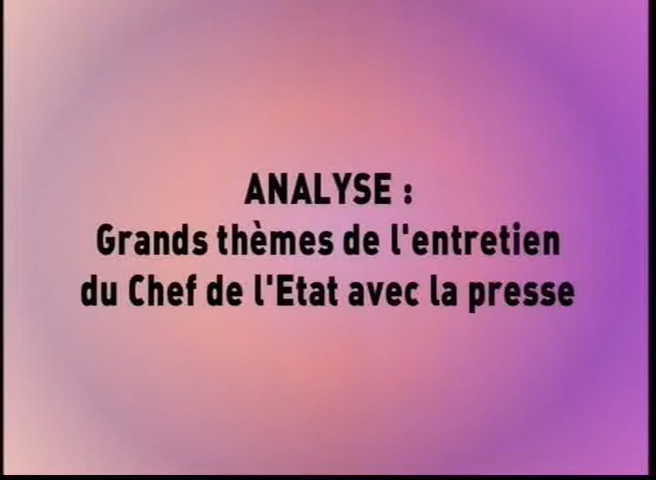 ANALYSE :
Grands thèmes de l'entretien
du Chef de l'Etat avec la presse